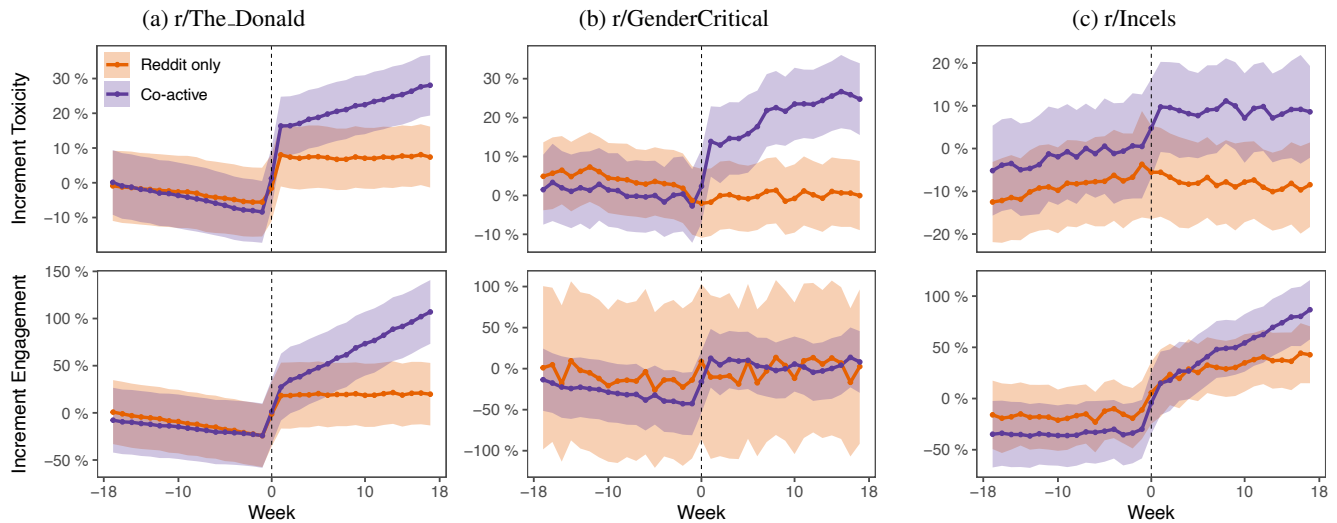 (a) r/The_Donald
(b) r/GenderCritical
(c) r/Incels
Increment Toxicity
30 %
20 %
10 %
0 %
−10 %
Reddit only
Co-active
30 %
20 %
10 %
0 %
−10 %
20 %
10 %
0 %
−10 %
−20 %
Increment Engagement
150 %
100 %
50 %
0 %
−50 %
100 %
50 %
0 %
−50 %
−100 %
100 %
50 %
0 %
−50 %
−18 −10 0 10 18
−18 −10 0 10 18
−18 −10 0 10 18
Week
Week
Week